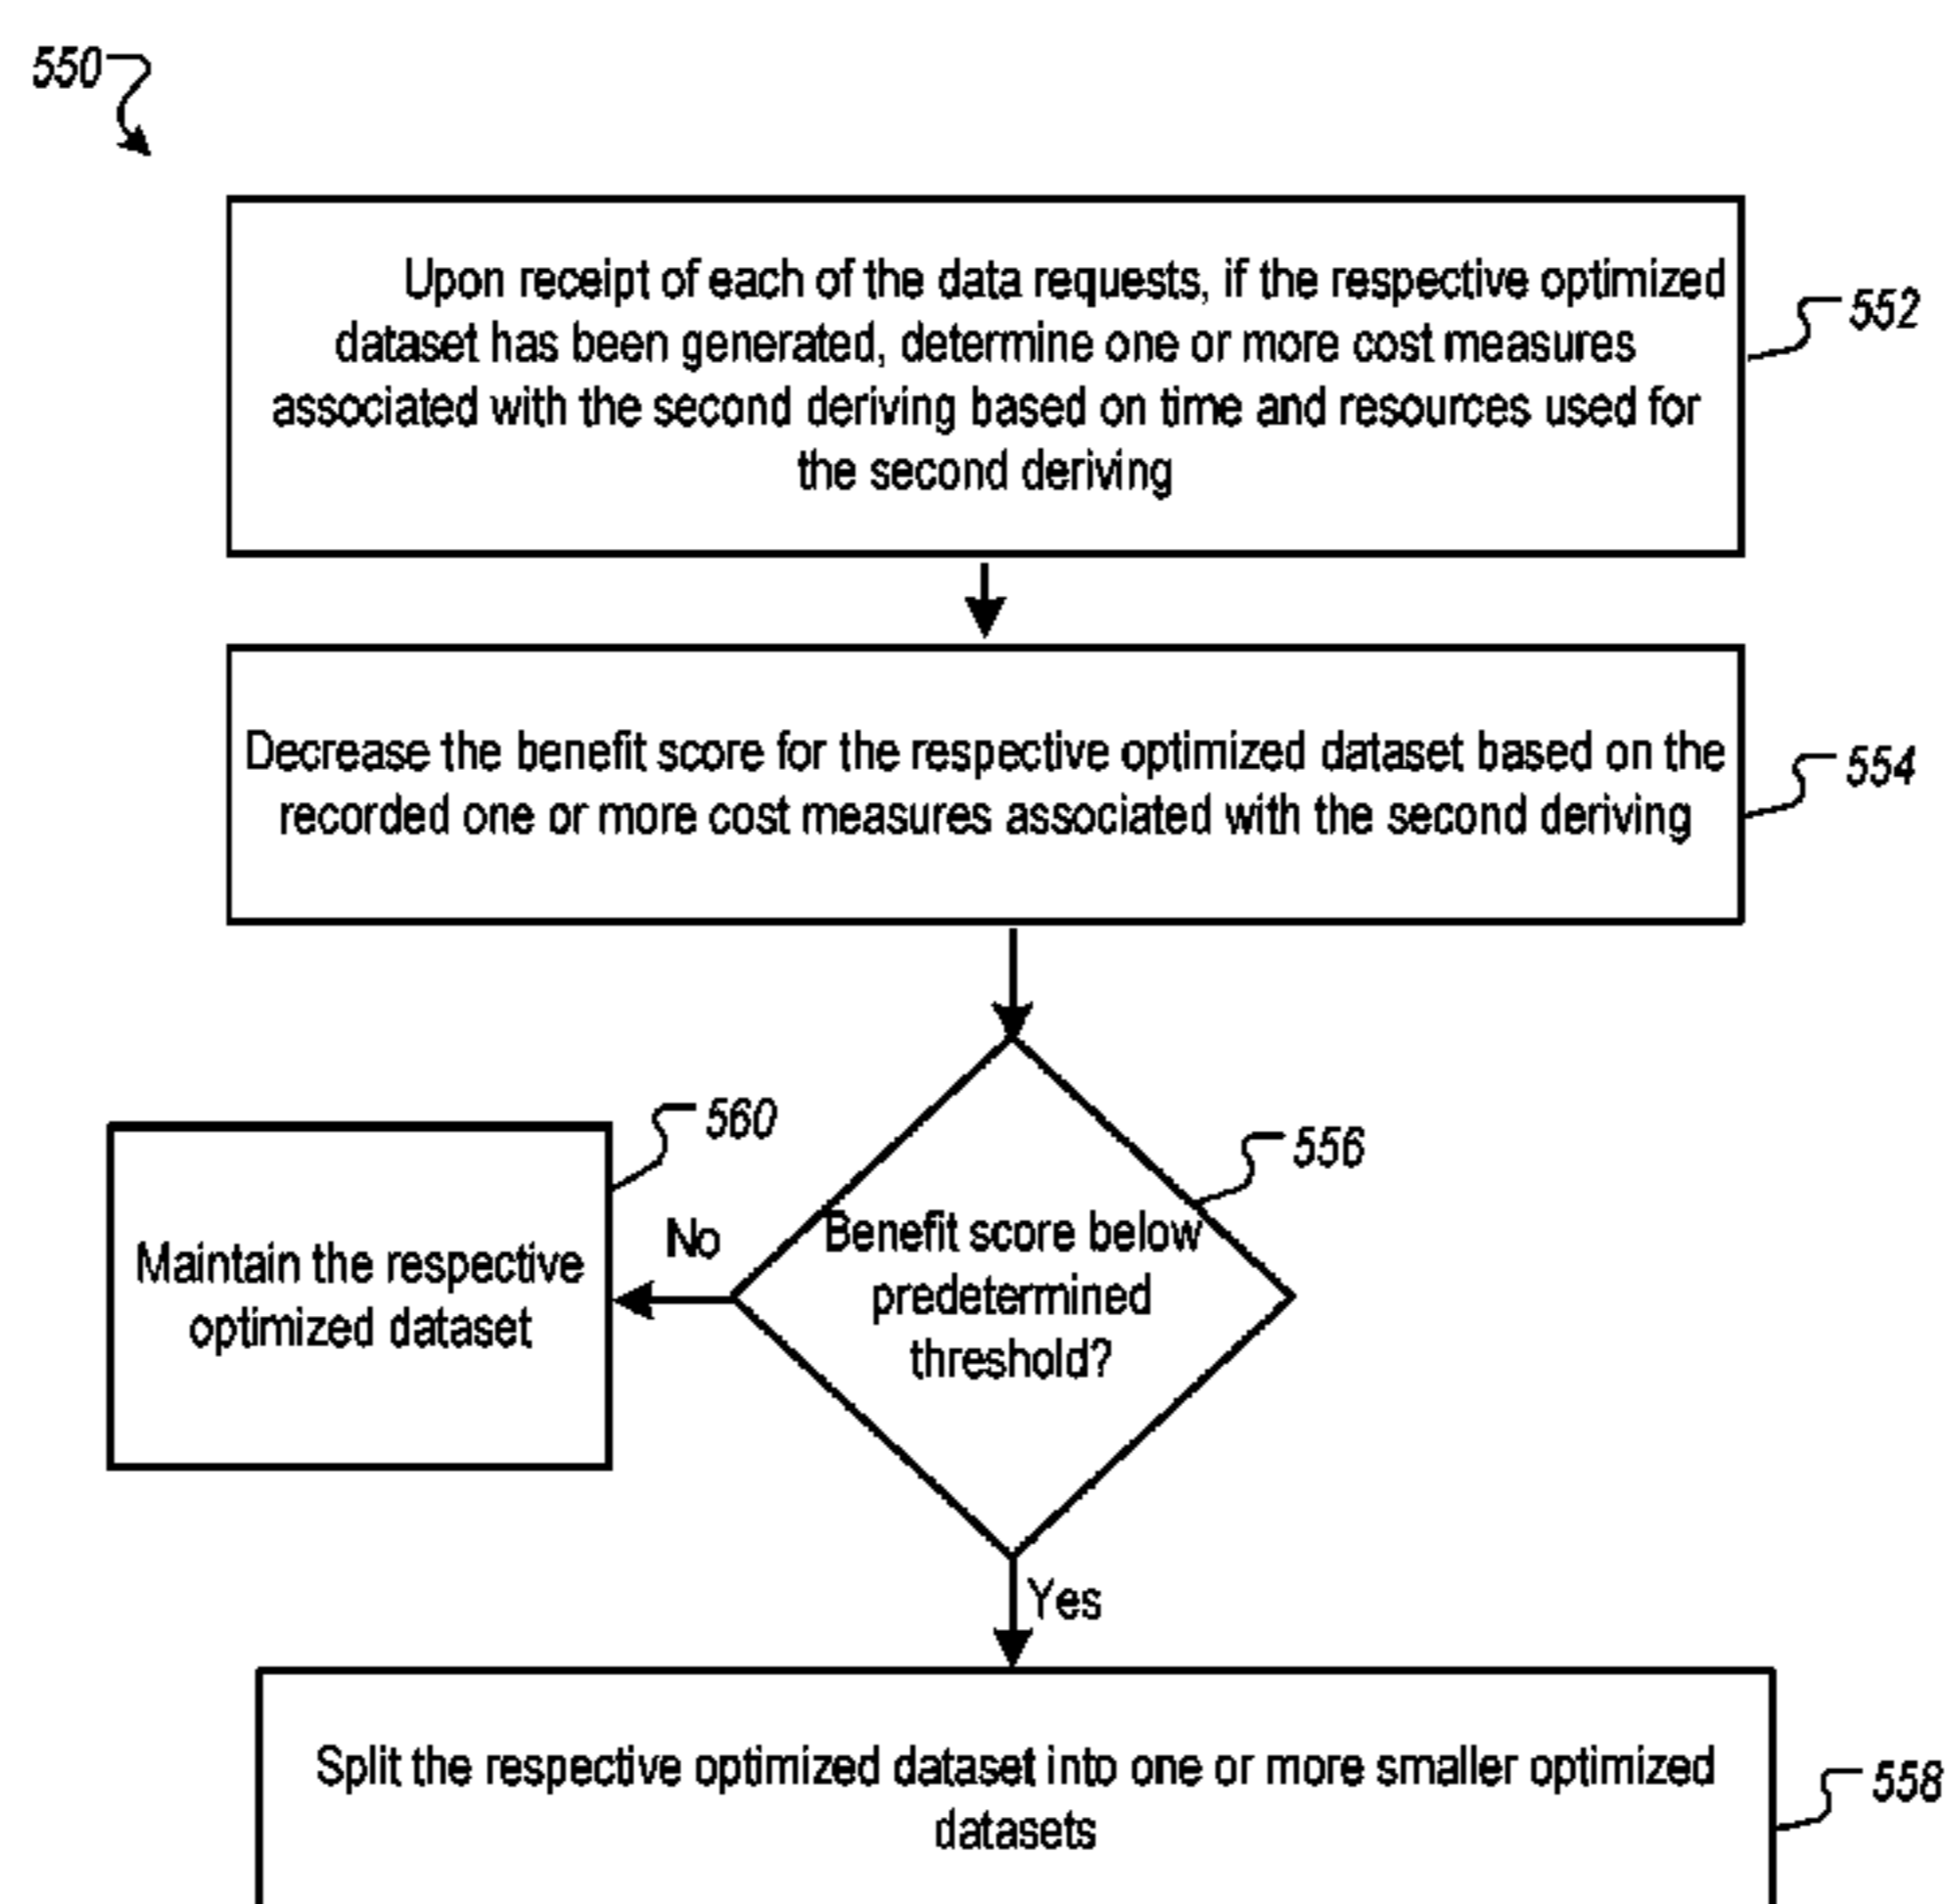 550
Upon receipt of each of the data requests, if the respective optimized
dataset has been generated, determine one or more cost measures
associated with the second deriving based on time and resources used for
the second deriving
552
Decrease the benefit score for the respective optimized dataset based on the
recorded one or more cost measures associated with the second deriving
554
560
Maintain the respective
optimized dataset
No
556
Benefit score below
predetermined
threshold?
Yes
Split the respective optimized dataset into one or more smaller optimized
datasets
558